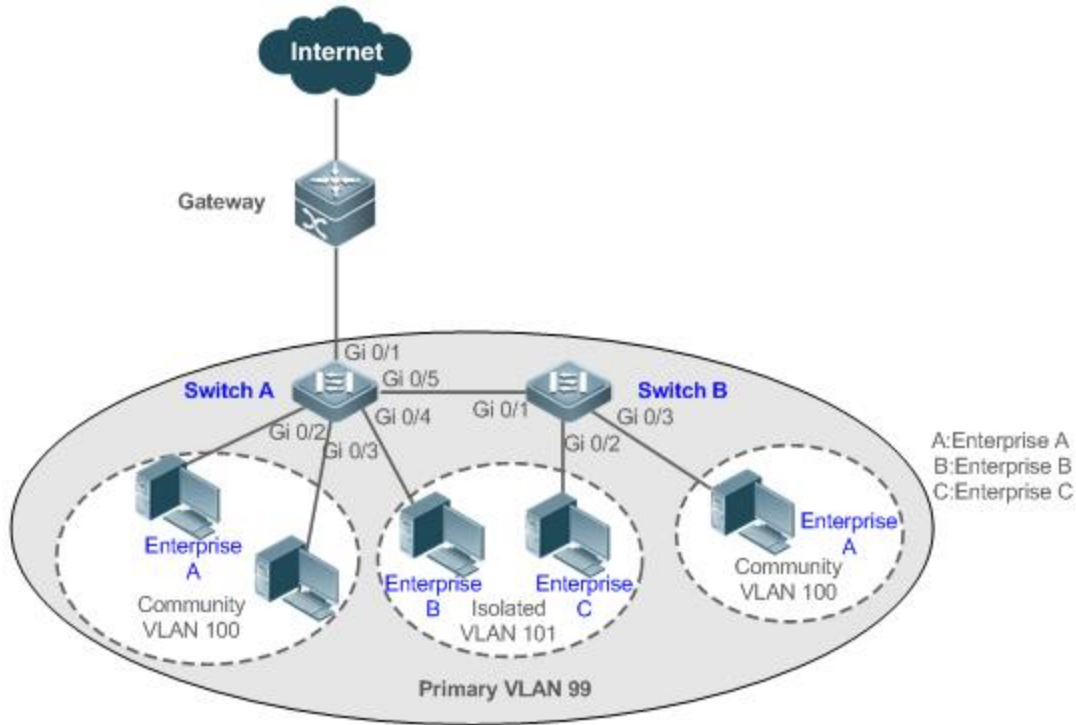 Internet
Gateway
Gi 0/1
Switch A
Gi 0/5
Switch B
Gi 0/4
Gi 0/1
Gi 0/3
Gi 0/2
Gi 0/3
Gi 0/2
A:Enterprise A
B:Enterprise B
C:Enterprise C
Enterprise
A
Community
VLAN 100
Enterprise
B
Isolated
VLAN 101
Enterprise
C
Enterprise
A
Community
VLAN 100
Primary VLAN 99